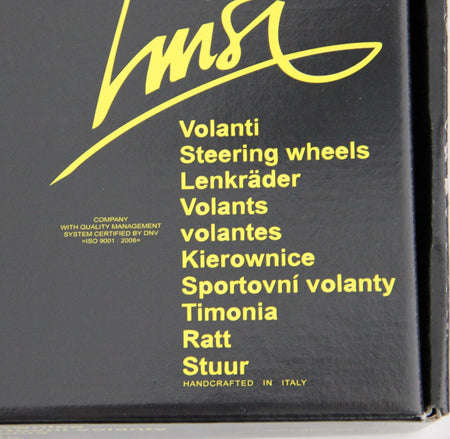 Volanti
Steering wheels
Lenkräder
Volants
volantes
Kierownice
Sportovní volanty
Timonia
Ratt
Stuur
HANDCRAFTED IN ITALY
COMPANY
WITH QUALITY MANAGEMENT
SYSTEM CERTIFIED BY DNV
=ISO 9001 : 2008=